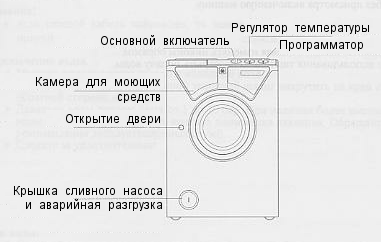 Регулятор температуры
Основной включатель
Программатор
Камера для моющих
средств
Открытие двери
Крышка сливного насоса
и аварийная разгрузка